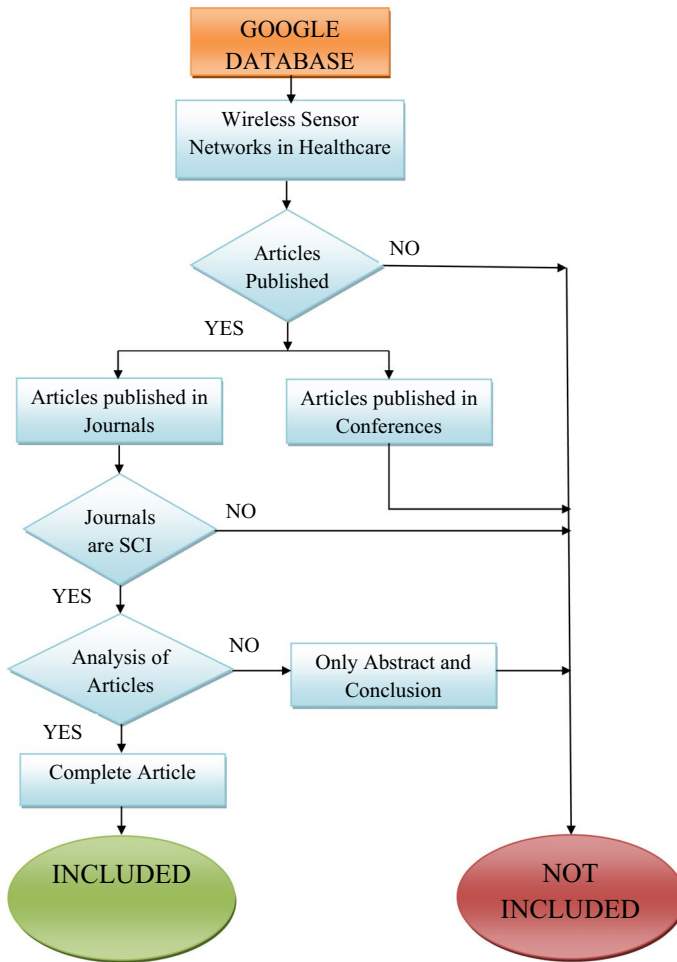 GOOGLE
DATABASE
Wireless Sensor
Networks in Healthcare
Articles
Published
NO
YES
Articles published in
Journals
Articles published in
Conferences
Journals
are SCI
NO
YES
Analysis of
Articles
NO
Only Abstract and
Conclusion
YES
Complete Article
INCLUDED
NOT
INCLUDED